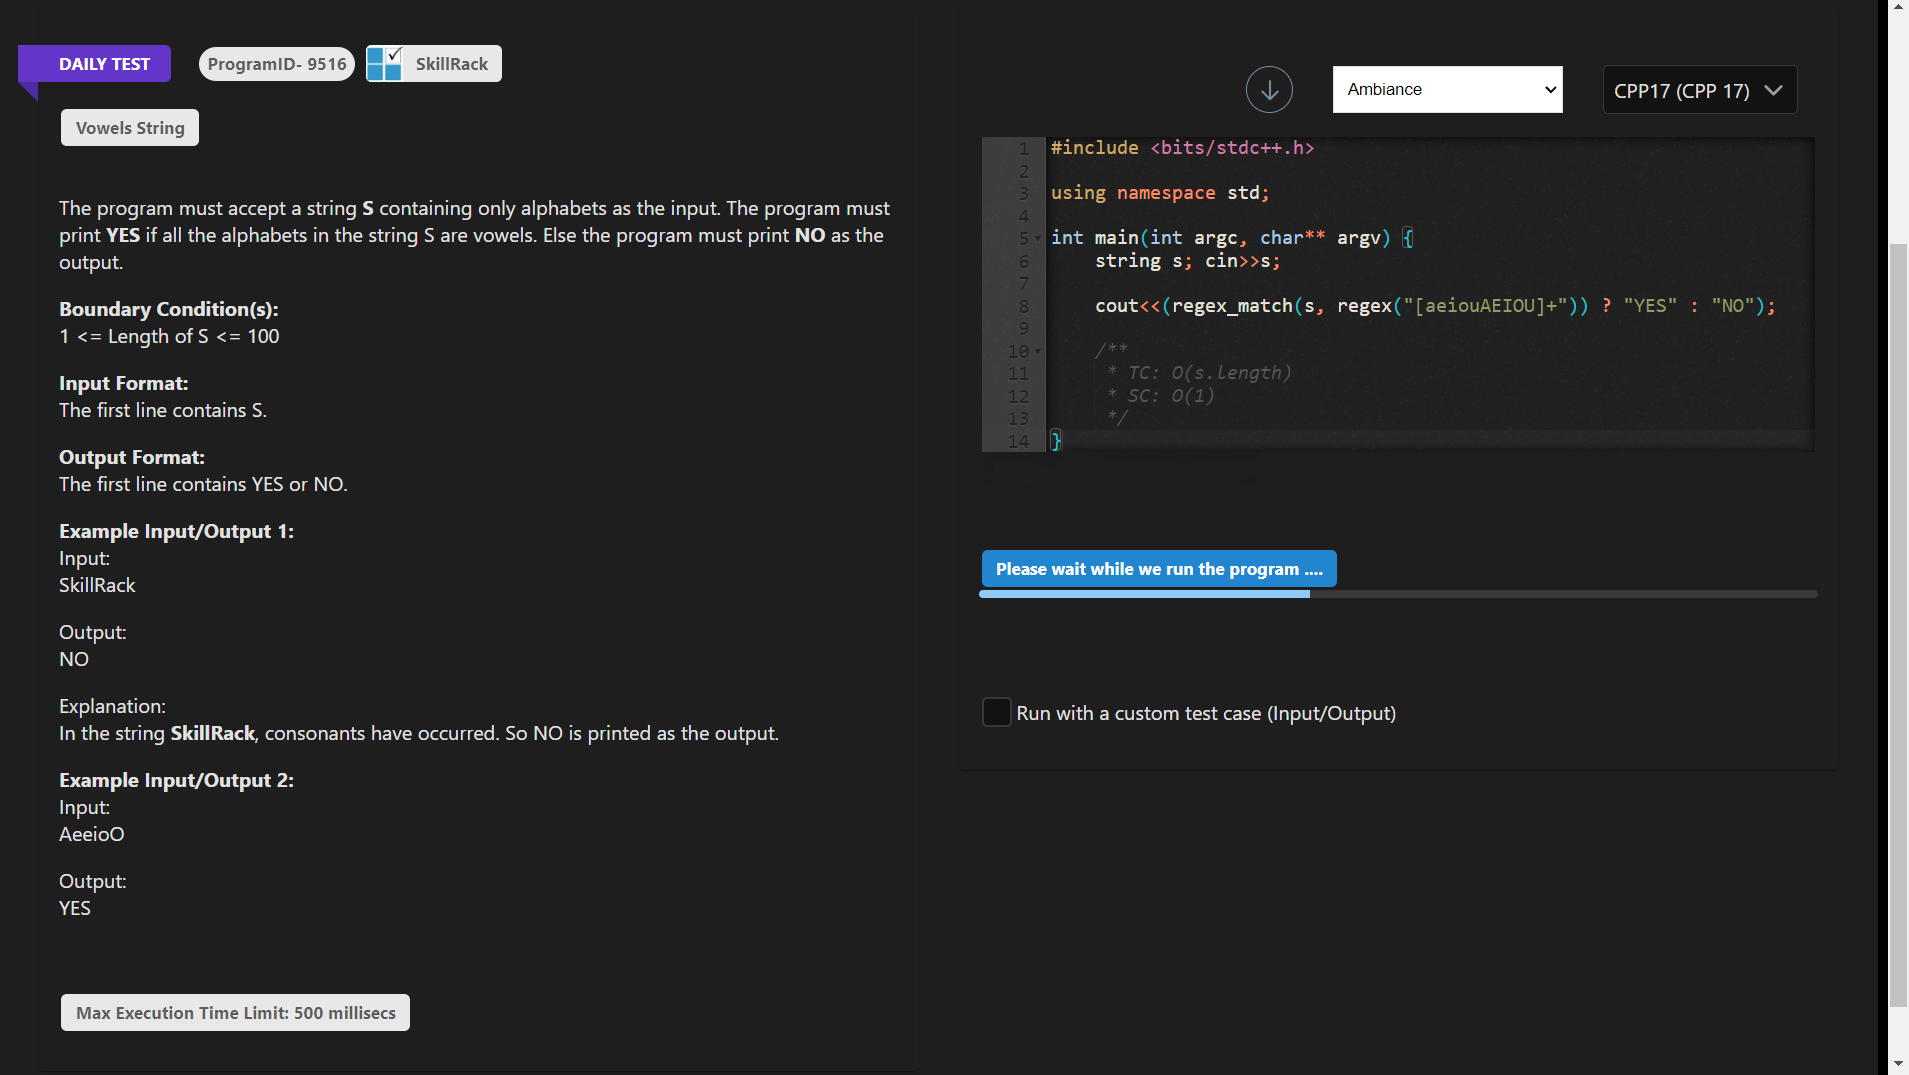 DAILY TEST
ProgramID- 9516
SkillRack
Vowels String
The program must accept a string S containing only alphabets as the input. The program must
print YES if all the alphabets in the string S are vowels. Else the program must print NO as the
output.
Boundary Condition(s):
1 <= Length of S <= 100
Input Format:
The first line contains S.
Output Format:
The first line contains YES or NO.
Example Input/Output 1:
Input:
SkillRack
Output:
NO
Explanation:
In the string SkillRack, consonants have occurred. So NO is printed as the output.
Example Input/Output 2:
Input:
AeeioO
Output:
YES
Max Execution Time Limit: 500 millisecs
Ambiance
CPP17 (CPP 17)
1 #include <bits/stdc++.h>
2
3 using namespace std;
4
5 int main(int argc, char** argv) {
6     string s; cin>>s;
7
8     cout<<(regex_match(s, regex("[aeiouAEIOU]+")) ? "YES" : "NO");
9
10     /**
11      * TC: O(s.length)
12      * SC: O(1)
13      */
14 }
Please wait while we run the program ....
Run with a custom test case (Input/Output)